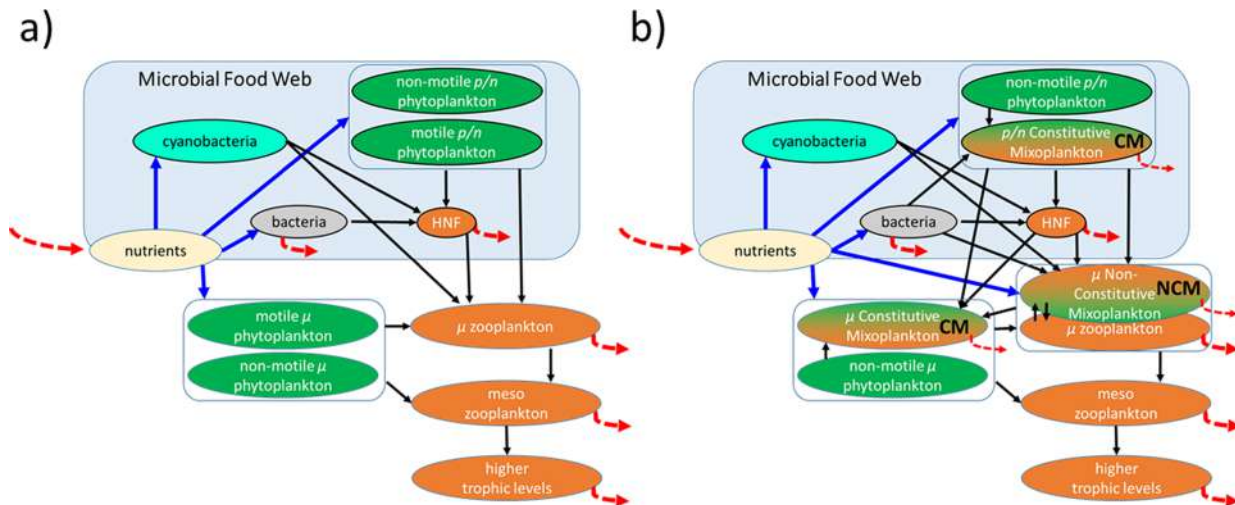 a)
Microbial Food Web
non-motile p/n
phytoplankton
motile p/n
phytoplankton
cyanobacteria
bacteria
HNF
nutrients
motile μ
phytoplankton
non-motile μ
phytoplankton
μ zooplankton
meso
zooplankton
higher
trophic levels
b)
Microbial Food Web
non-motile p/n
phytoplankton
p/n Constitutive
Mixoplankton
CM
cyanobacteria
bacteria
HNF
nutrients
μ Non-
Constitutive
Mixoplankton
NCM
μ Constitutive
Mixoplankton
CM
μ zooplankton
non-motile μ
phytoplankton
meso
zooplankton
higher
trophic levels